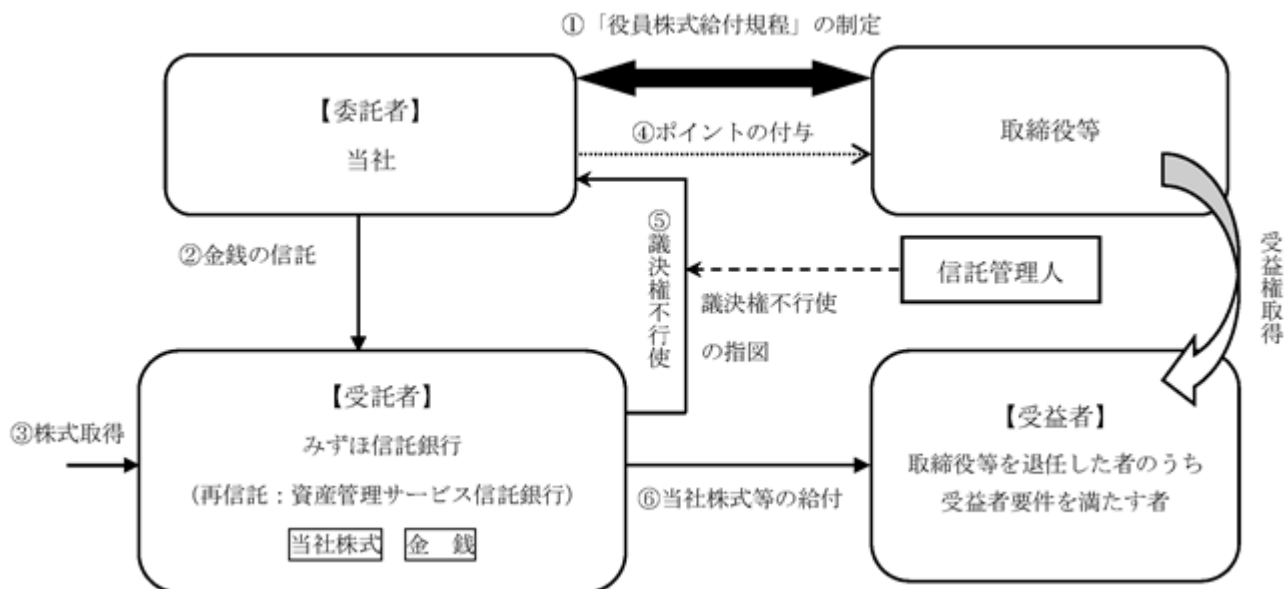 ①「役員株式給付規程」の制定
【委託者】
当社
④ポイントの付与
取締役等
②金銭の信託
⑤議決権不行使
議決権不行使
の指図
信託管理人
受益権取得
③株式取得
【受託者】
みずほ信託銀行
(再信託:資産管理サービス信託銀行)
当社株式 金 銭
⑥当社株式等の給付
【受益者】
取締役等を退任した者のうち
受益者要件を満たす者